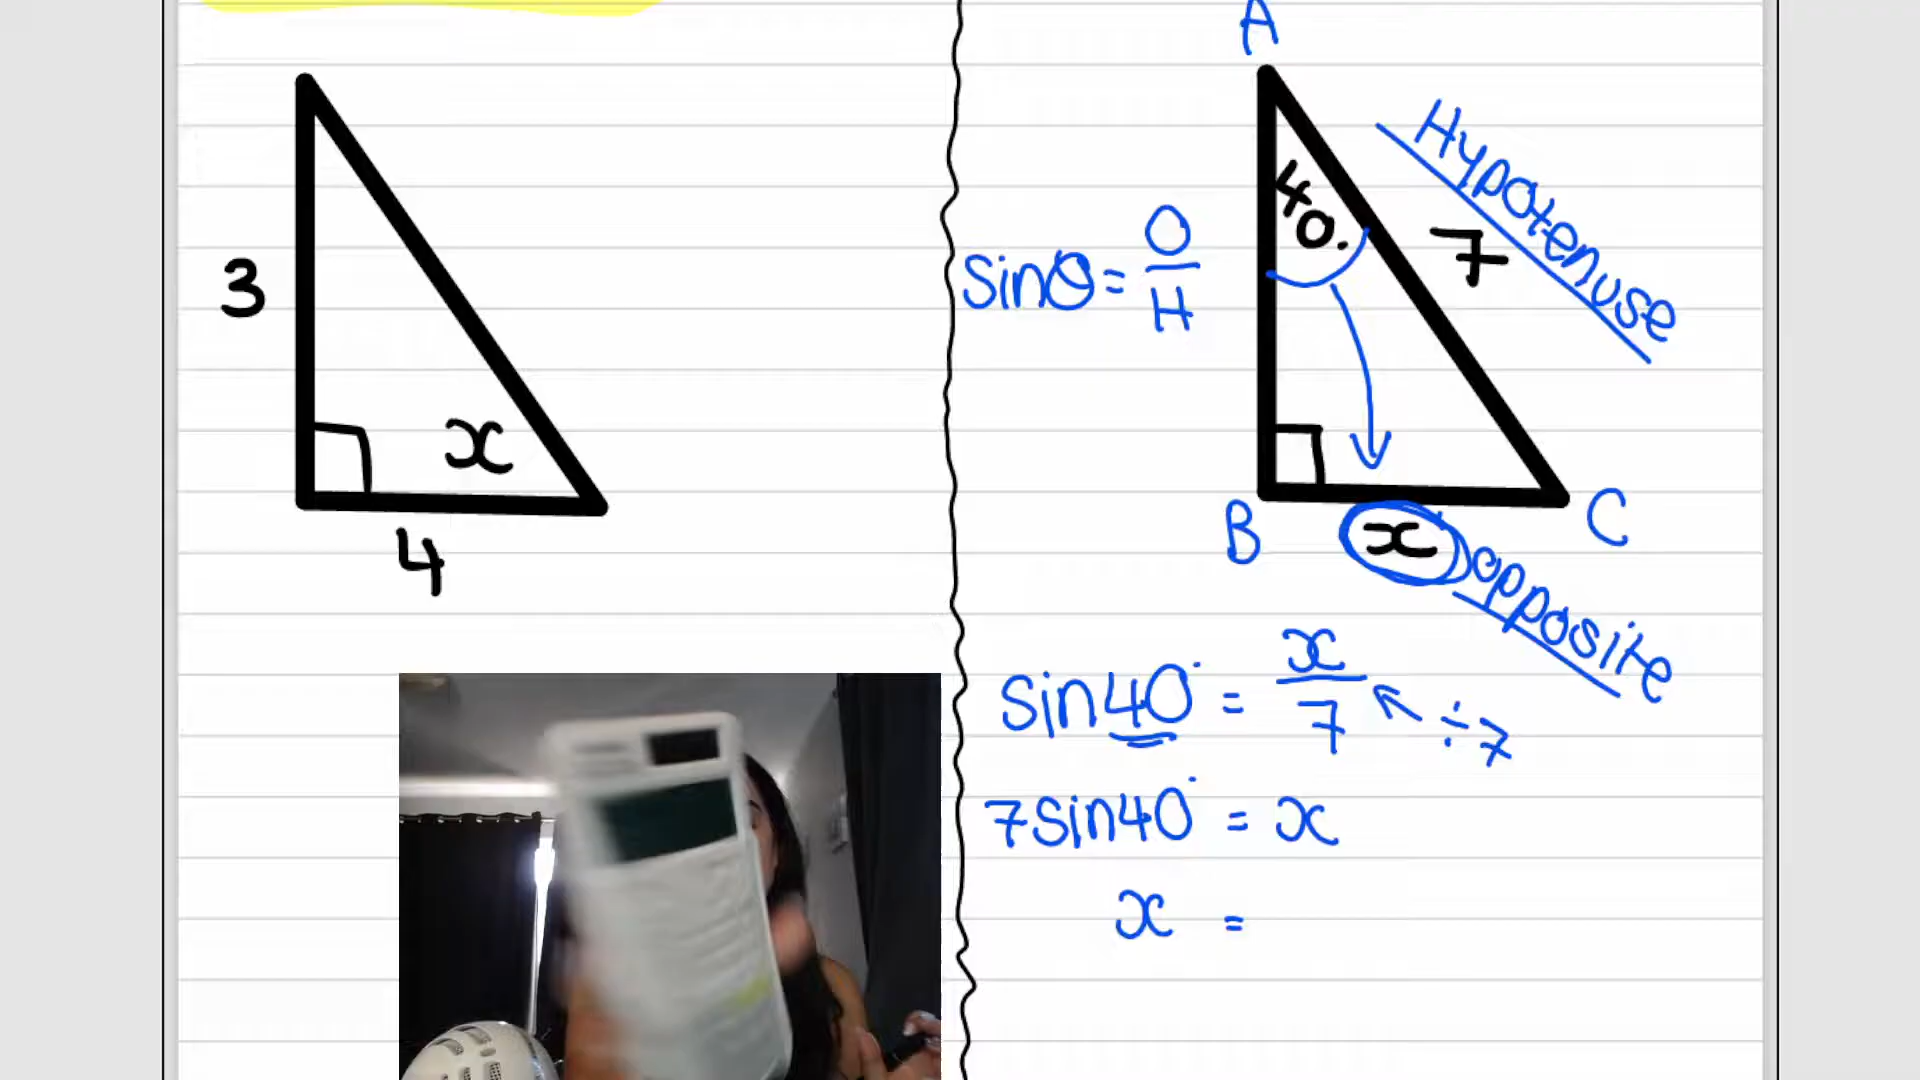 3
x
4
A
Hypotenuse
40°
7
sinθ = O/H
B
x
C
opposite
sin40° = x/7 ÷7
7sin40° = x
x =